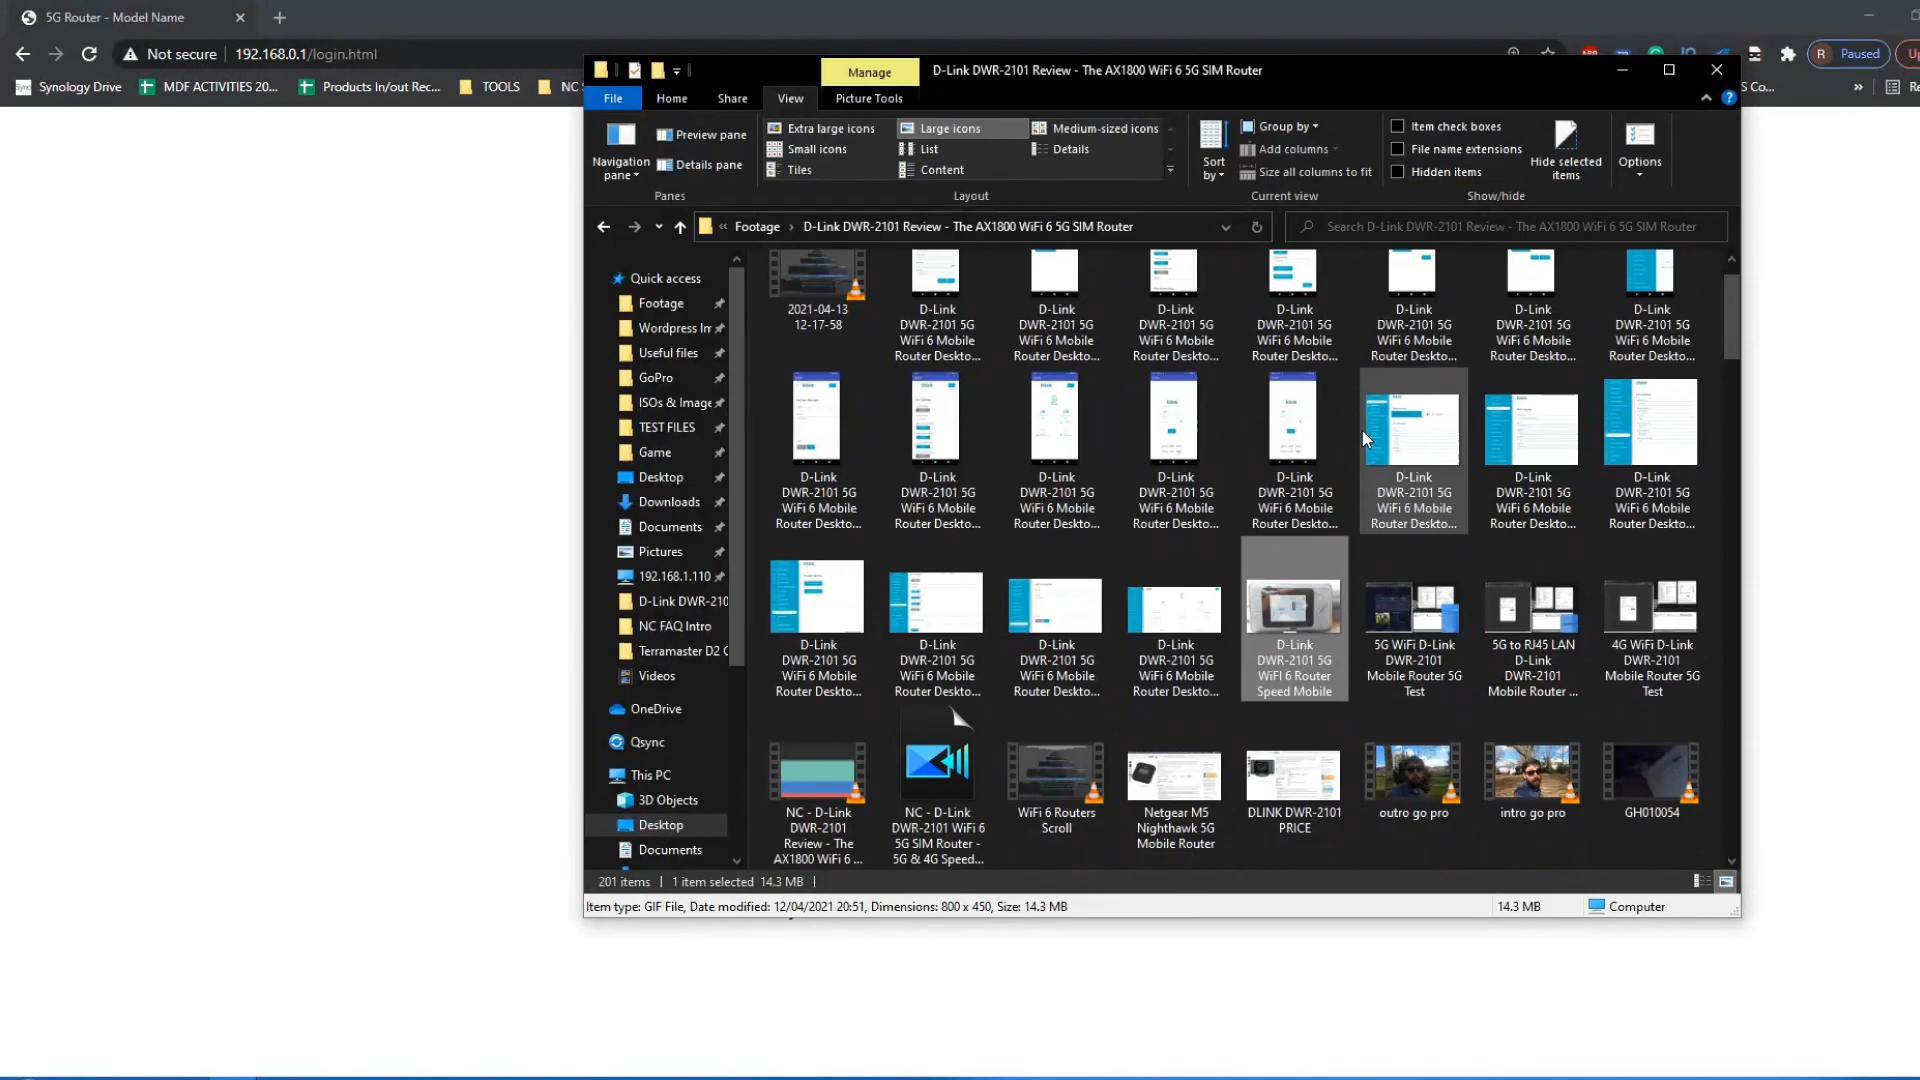 5G Router - Model Name
Not secure | 192.168.0.1/login.html
Paused
Synology Drive
MDF ACTIVITIES 20...
Products In/out Rec...
TOOLS
NC
S Co...
»
Manage
D-Link DWR-2101 Review - The AX1800 WiFi 6 5G SIM Router
File
Home
Share
View
Picture Tools
Navigation pane
Preview pane
Details pane
Panes
Extra large icons
Large icons
Medium-sized icons
Small icons
List
Details
Tiles
Content
Layout
Sort by
Group by
Add columns
Size all columns to fit
Current view
Item check boxes
File name extensions
Hidden items
Hide selected items
Show/hide
Options
« Footage › D-Link DWR-2101 Review - The AX1800 WiFi 6 5G SIM Router
Search D-Link DWR-2101 Review - The AX1800 WiFi 6 5G SIM Router
Quick access
Footage
Wordpress Im
Useful files
GoPro
ISOs & Image
TEST FILES
Game
Desktop
Downloads
Documents
Pictures
192.168.1.110
D-Link DWR-210
NC FAQ Intro
Terramaster D2
Videos
OneDrive
Qsync
This PC
3D Objects
Desktop
Documents
2021-04-13
12-17-58
D-Link
DWR-2101 5G
WiFi 6 Mobile
Router Deskto...
D-Link
DWR-2101 5G
WiFi 6 Mobile
Router Deskto...
D-Link
DWR-2101 5G
WiFi 6 Mobile
Router Deskto...
D-Link
DWR-2101 5G
WiFi 6 Mobile
Router Deskto...
D-Link
DWR-2101 5G
WiFi 6 Mobile
Router Deskto...
D-Link
DWR-2101 5G
WiFi 6 Mobile
Router Deskto...
D-Link
DWR-2101 5G
WiFi 6 Mobile
Router Deskto...
D-Link
DWR-2101 5G
WiFi 6 Mobile
Router Deskto...
D-Link
DWR-2101 5G
WiFi 6 Mobile
Router Deskto...
D-Link
DWR-2101 5G
WiFi 6 Mobile
Router Deskto...
D-Link
DWR-2101 5G
WiFi 6 Mobile
Router Deskto...
D-Link
DWR-2101 5G
WiFi 6 Mobile
Router Deskto...
D-Link
DWR-2101 5G
WiFi 6 Mobile
Router Deskto...
D-Link
DWR-2101 5G
WiFi 6 Mobile
Router Deskto...
D-Link
DWR-2101 5G
WiFi 6 Mobile
Router Deskto...
D-Link
DWR-2101 5G
WiFi 6 Mobile
Router Deskto...
D-Link
DWR-2101 5G
WiFi 6 Mobile
Router Deskto...
D-Link
DWR-2101 5G
WiFi 6 Mobile
Router Deskto...
D-Link
DWR-2101 5G
WiFi 6 Mobile
Router Deskto...
D-Link
DWR-2101 5G
WiFI 6 Router
Speed Mobile
5G WiFi D-Link
DWR-2101
Mobile Router 5G
Test
5G to RJ45 LAN
D-Link
DWR-2101
Mobile Router ...
4G WiFi D-Link
DWR-2101
Mobile Router 5G
Test
NC - D-Link
DWR-2101
Review - The
AX1800 WiFi 6 ...
NC - D-Link
DWR-2101 WiFi 6
5G SIM Router -
5G & 4G Speed...
WiFi 6 Routers
Scroll
Netgear M5
Nighthawk 5G
Mobile Router
DLINK DWR-2101
PRICE
outro go pro
intro go pro
GH010054
201 items | 1 item selected 14.3 MB |
Item type: GIF File, Date modified: 12/04/2021 20:51, Dimensions: 800 x 450, Size: 14.3 MB
14.3 MB
Computer